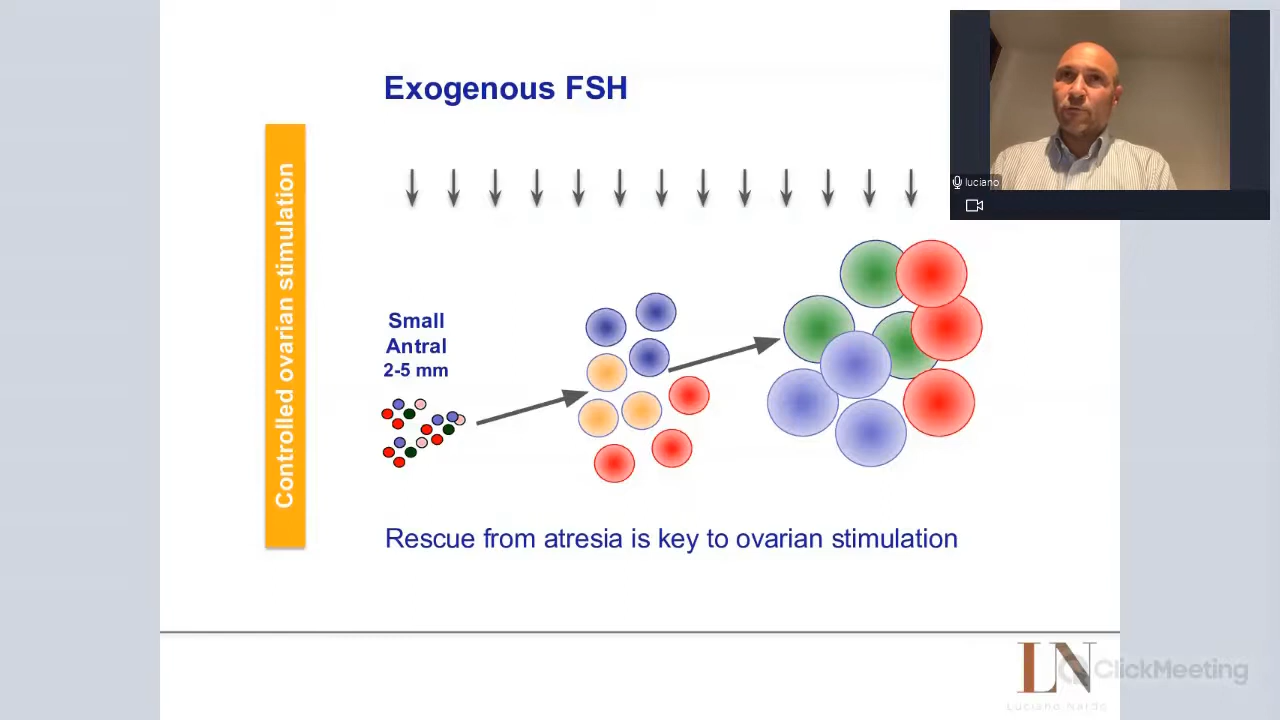 Exogenous FSH
luciano
Controlled ovarian stimulation
Small
Antral
2-5 mm
Rescue from atresia is key to ovarian stimulation
LN
ClickMeeting
Luciano Nardo